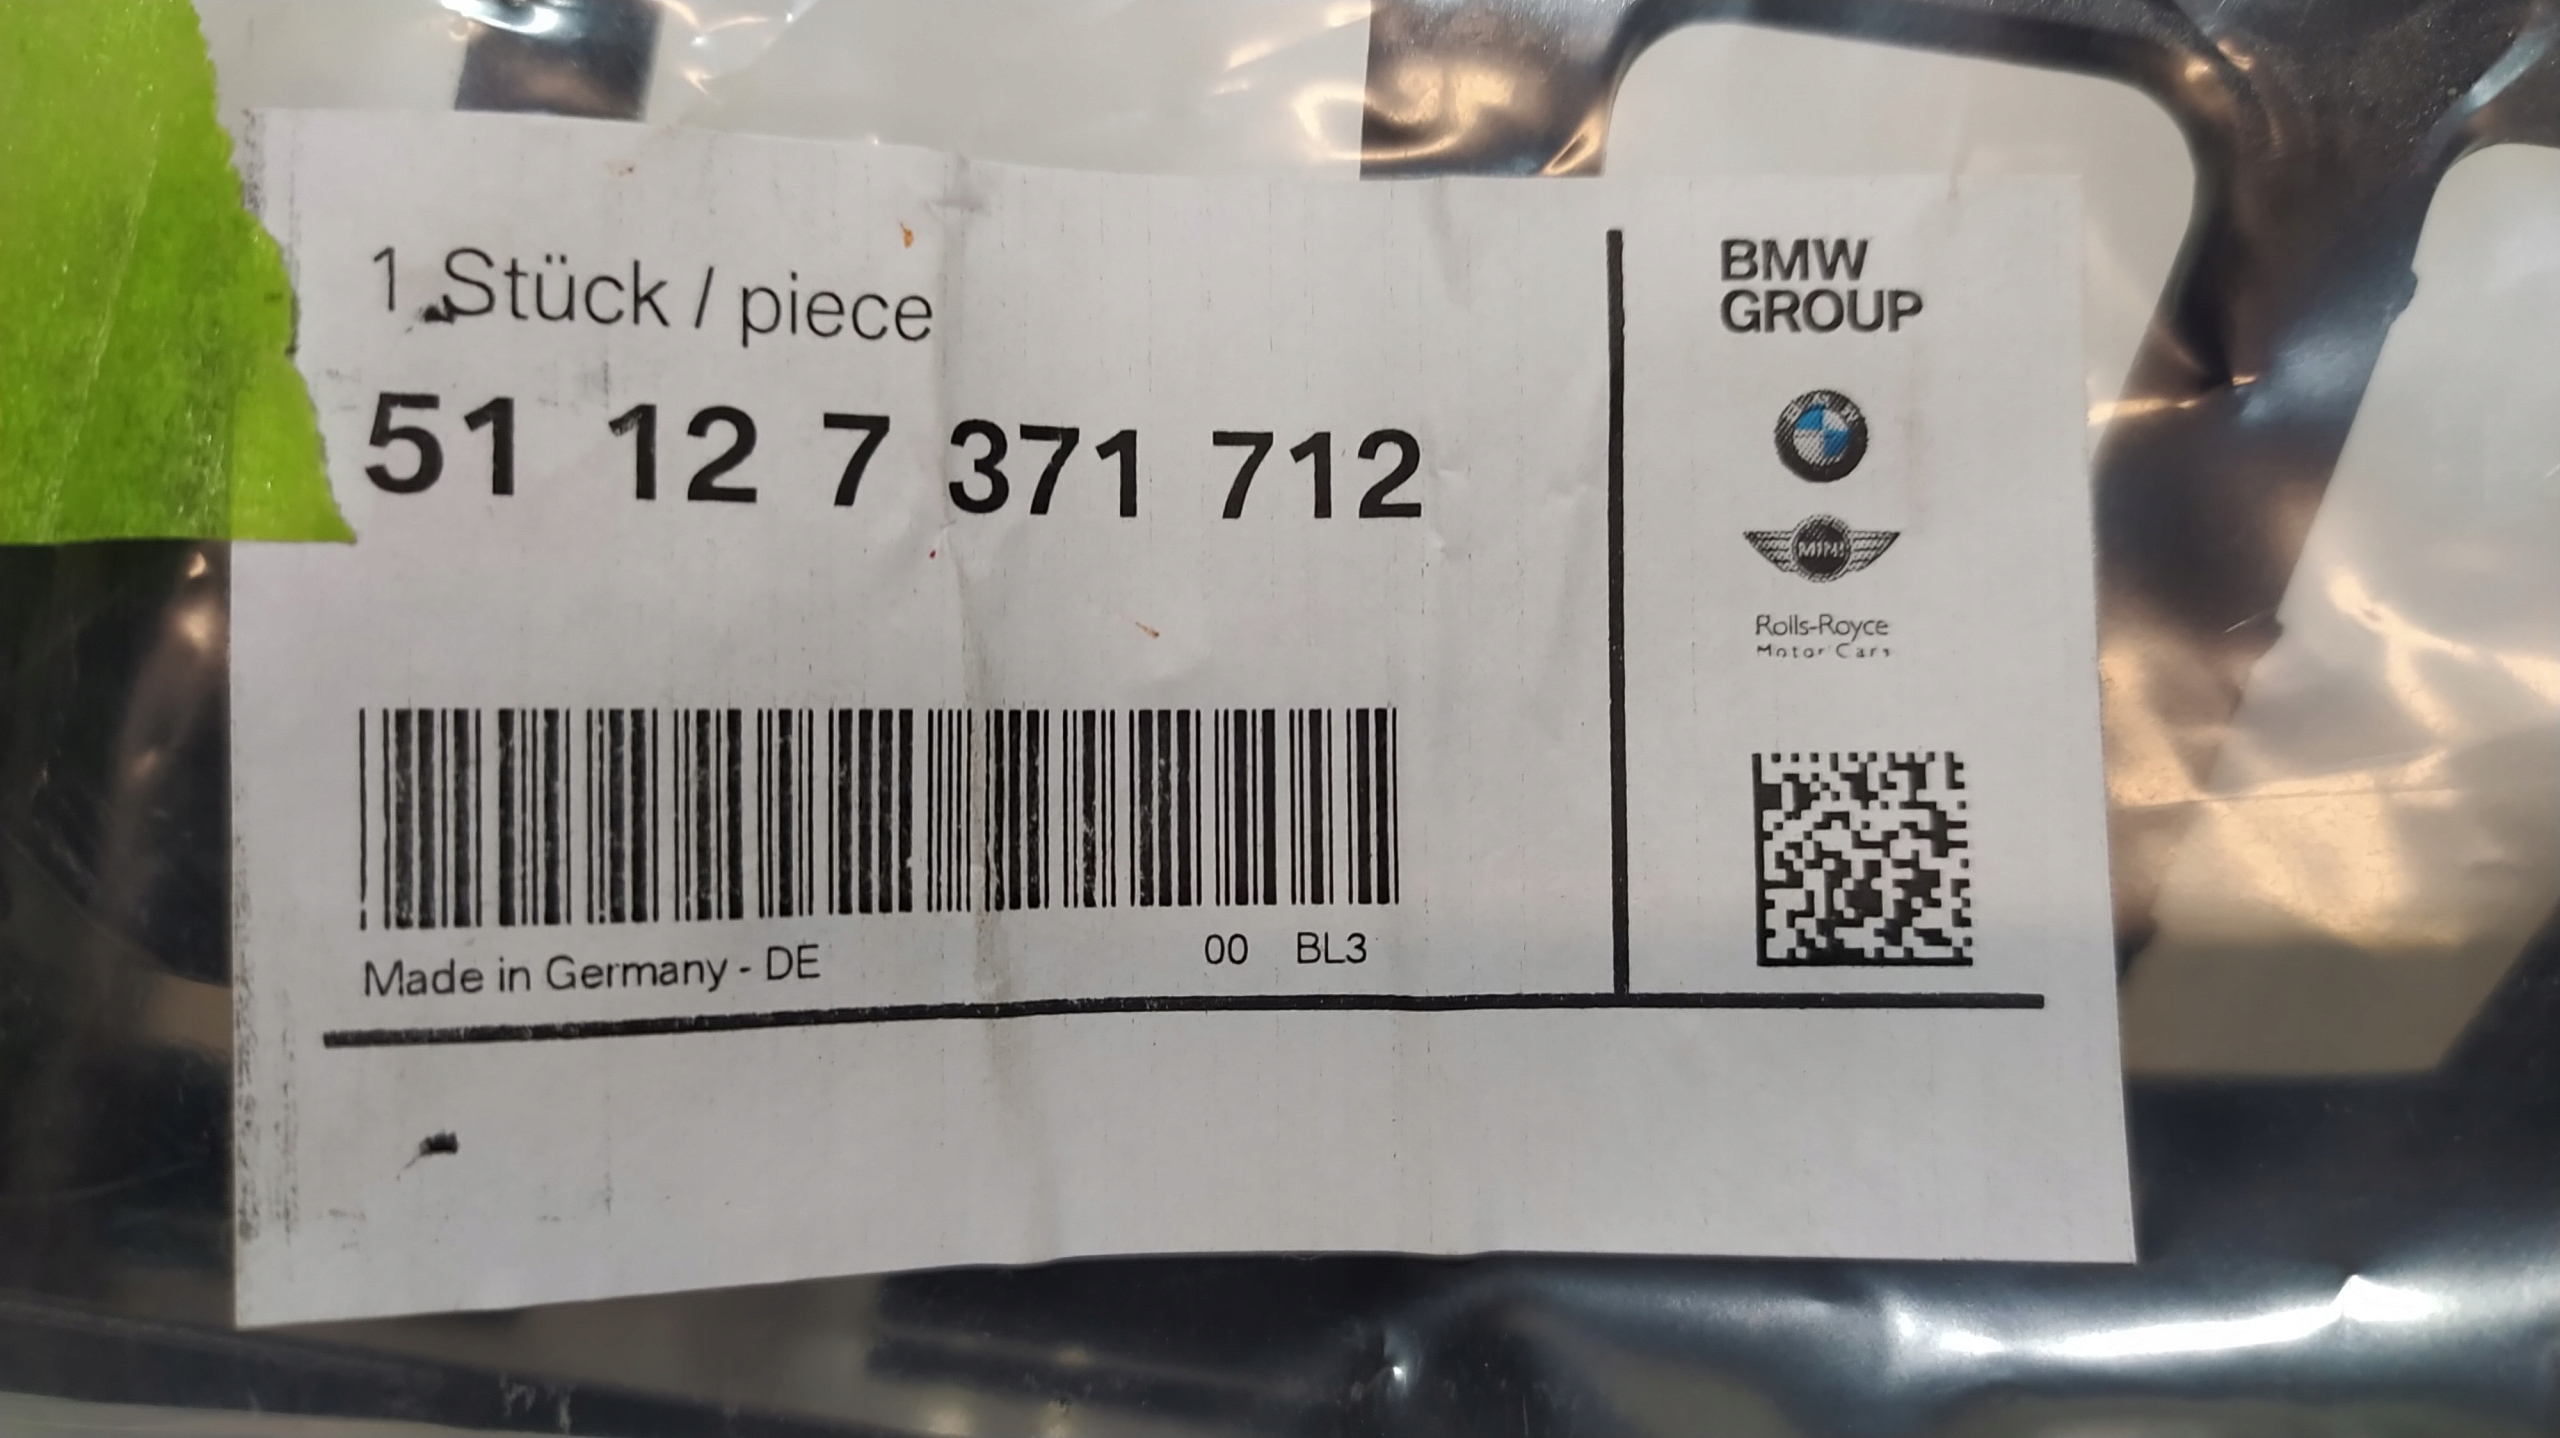 1 Stück / piece
51 12 7 371 712
Made in Germany - DE
00 BL3
BMW
GROUP
MINI
Rolls-Royce
Motor Cars